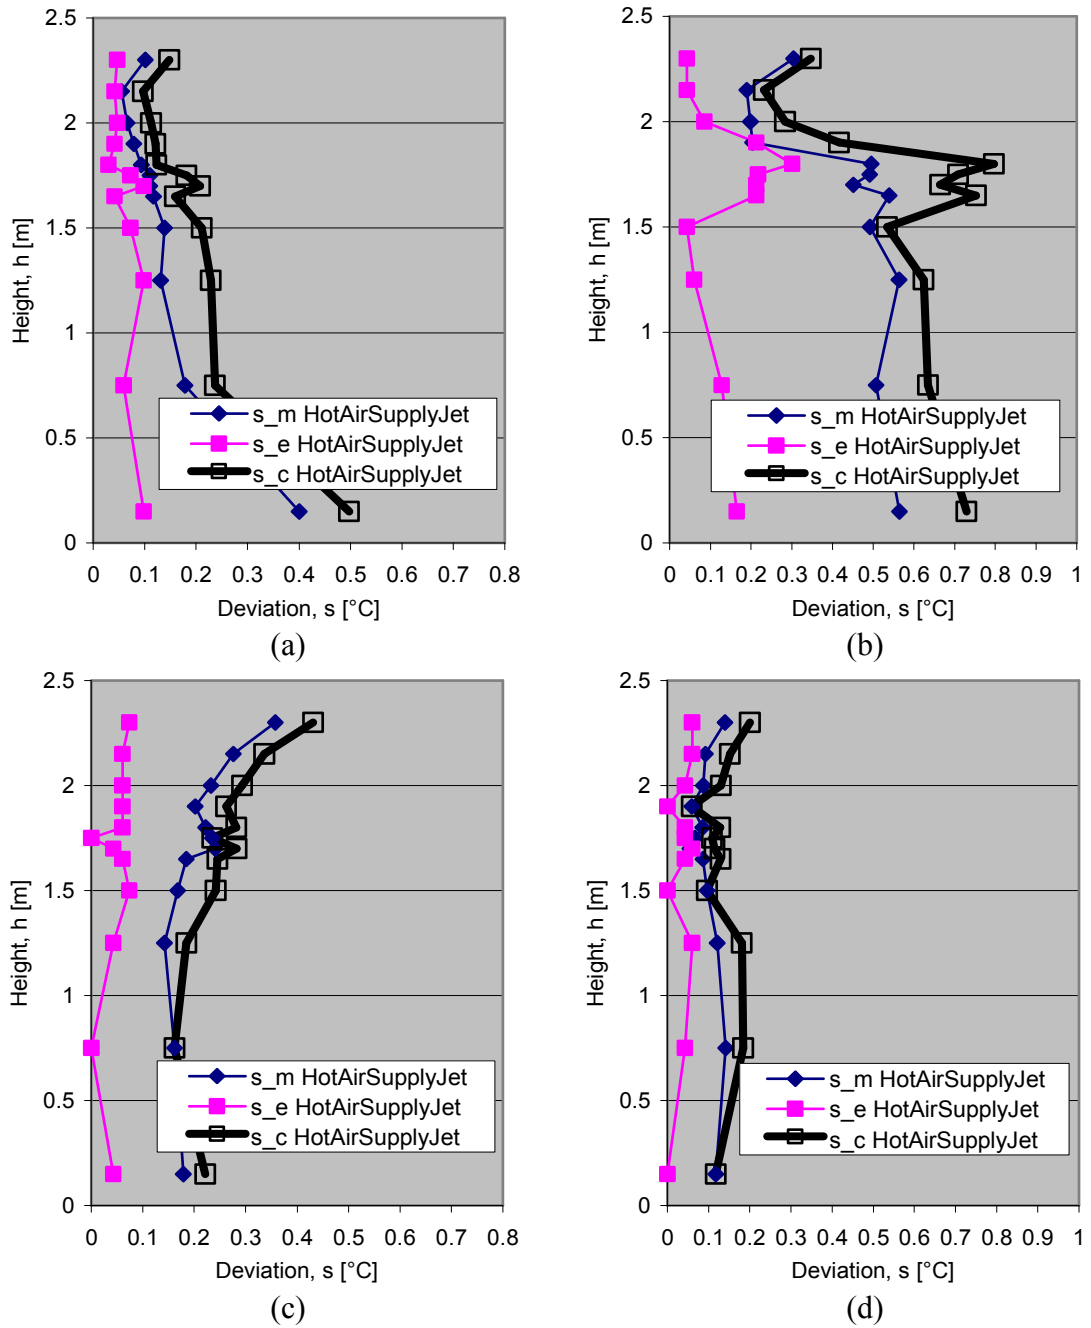 2.5
2
1.5
1
0.5
0
Height, h [m]
s_m HotAirSupplyJet
s_e HotAirSupplyJet
s_c HotAirSupplyJet
0 0.1 0.2 0.3 0.4 0.5 0.6 0.7 0.8
Deviation, s [°C]
(a)
2.5
2
1.5
1
0.5
0
Height, h [m]
s_m HotAirSupplyJet
s_e HotAirSupplyJet
s_c HotAirSupplyJet
0 0.1 0.2 0.3 0.4 0.5 0.6 0.7 0.8 0.9 1
Deviation, s [°C]
(b)
2.5
2
1.5
1
0.5
0
Height, h [m]
s_m HotAirSupplyJet
s_e HotAirSupplyJet
s_c HotAirSupplyJet
0 0.1 0.2 0.3 0.4 0.5 0.6 0.7 0.8
Deviation, s [°C]
(c)
2.5
2
1.5
1
0.5
0
Height, h [m]
s_m HotAirSupplyJet
s_e HotAirSupplyJet
s_c HotAirSupplyJet
0 0.1 0.2 0.3 0.4 0.5 0.6 0.7 0.8 0.9 1
Deviation, s [°C]
(d)